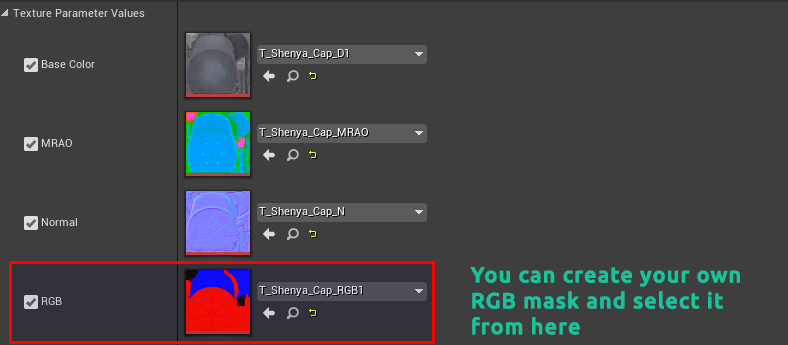 Texture Parameter Values
Base Color
T_Shenya_Cap_D1
MRAO
T_Shenya_Cap_MRAO
Normal
T_Shenya_Cap_N
RGB
T_Shenya_Cap_RGB1
You can create your own
RGB mask and select it
from here